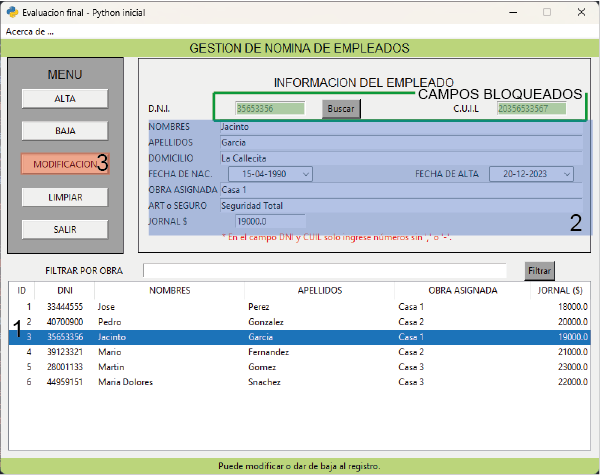 Evaluacion final - Python inicial
Acerca de ...
GESTION DE NOMINA DE EMPLEADOS
MENU
ALTA
BAJA
MODIFICACION 3
LIMPIAR
SALIR
INFORMACION DEL EMPLEADO
CAMPOS BLOQUEADOS
D.N.I. 35653356 Buscar C.U.I.L 20356533567
NOMBRES Jacinto
APELLIDOS Garcia
DOMICILIO La Callecita
FECHA DE NAC. 15-04-1990 FECHA DE ALTA 20-12-2023
OBRA ASIGNADA Casa 1
ART o SEGURO Seguridad Total
JORNAL $ 19000.0 2
* En el campo DNI y CUIL solo ingrese números sin ',' o '-'.
FILTRAR POR OBRA Filtrar
ID DNI NOMBRES APELLIDOS OBRA ASIGNADA JORNAL ($)
1 33444555 Jose Perez Casa 1 18000.0
2 40700900 Pedro Gonzalez Casa 2 20000.0
1
3 35653356 Jacinto Garcia Casa 1 19000.0
4 39123321 Mario Fernandez Casa 2 21000.0
5 28001133 Martin Gomez Casa 3 23000.0
6 44959151 Maria Dolores Snachez Casa 3 22000.0
Puede modificar o dar de baja al registro.